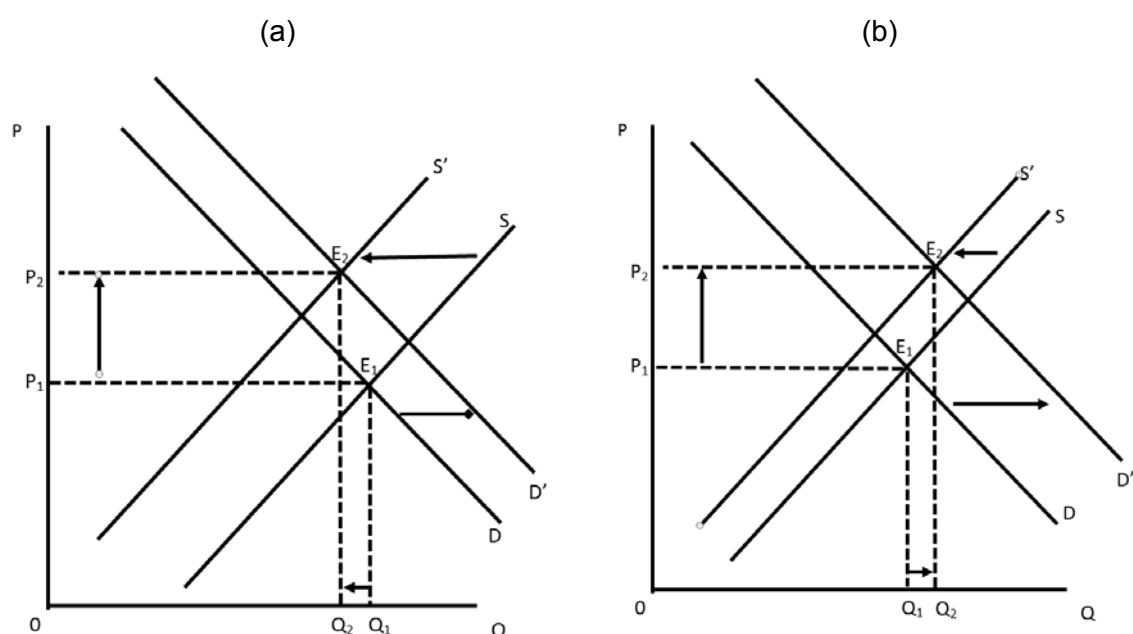 (a)
(b)
P
P
S'
S'
S
S
E₂
E₂
P₂
P₂
E₁
E₁
P₁
P₁
D'
D'
D
D
0
Q₂ Q₁
Q
0
Q₁ Q₂
Q